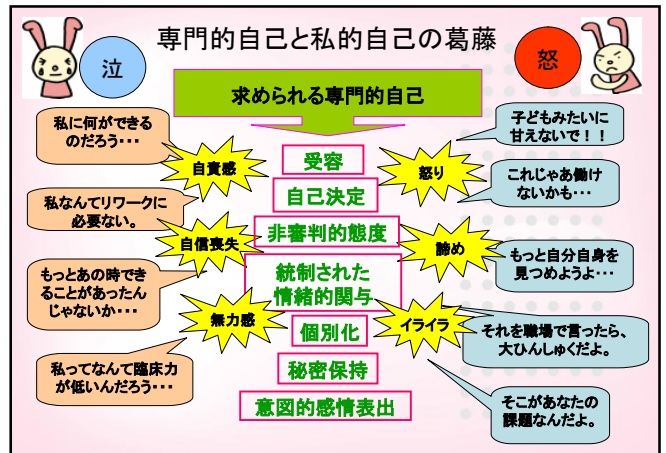 専門的自己と私的自己の葛藤
泣
怒
求められる専門的自己
私に何ができる
のだろう・・・
自責感
私なんてリワークに
必要ない。
自信喪失
もっとあの時でき
ることがあったん
じゃないか・・・
無力感
私ってなんて臨床力
が低いんだろう・・・
受容
自己決定
非審判的態度
統制された
情緒的関与
個別化
秘密保持
意図的感情表出
子どもみたいに
甘えないで！！
怒り
これじゃあ働け
ないかも・・・
諦め
もっと自分自身を
見つめようよ・・・
イライラ
それを職場で言ったら、
大ひんしゅくだよ。
そこがあなたの
課題なんだよ。